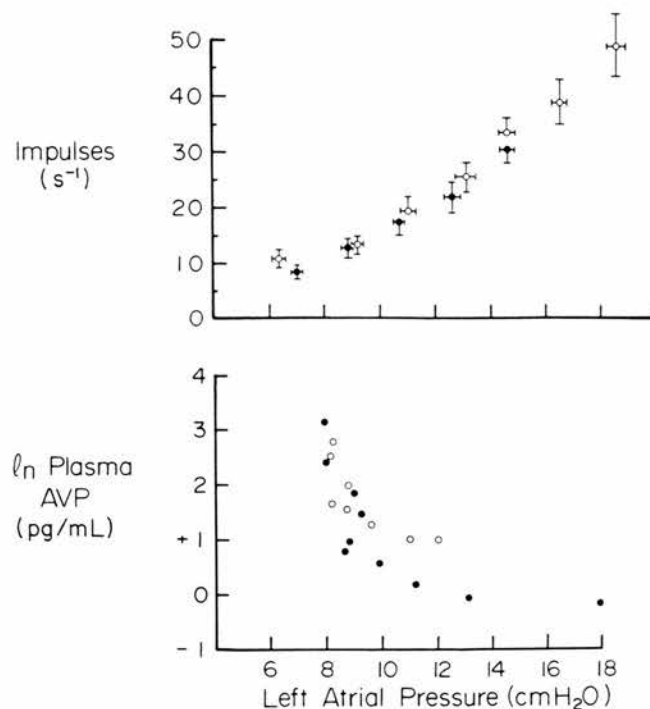 50
40
30
20
10
0
Impulses
(s⁻¹)
4
3
2
+1
0
-1
ℓn Plasma
AVP
(pg/mL)
6 8 10 12 14 16 18
Left Atrial Pressure (cmH₂O)